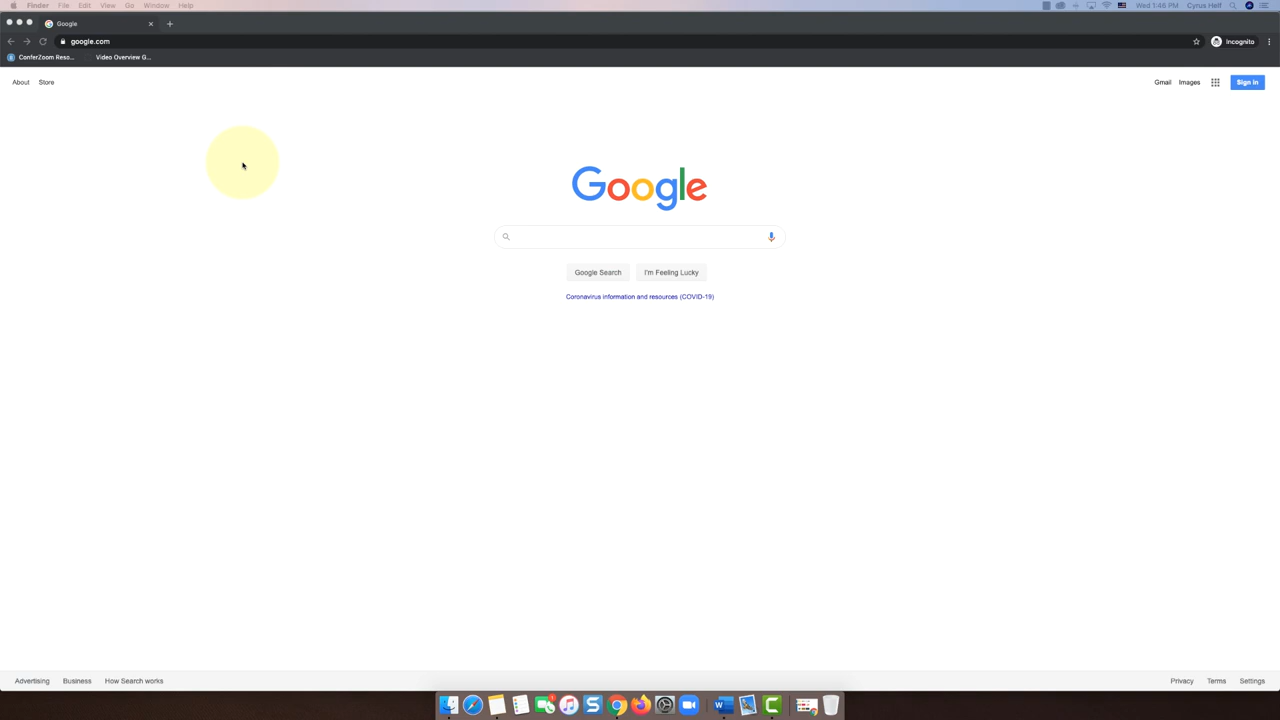 Finder File Edit View Go Window Help Wed 1:46 PM Cyrus Helf
Google
google.com Incognito
ConferZoom Reso... Video Overview G...
About Store Gmail Images Sign in
Google
Google Search I'm Feeling Lucky
Coronavirus information and resources (COVID-19)
Advertising Business How Search works Privacy Terms Settings